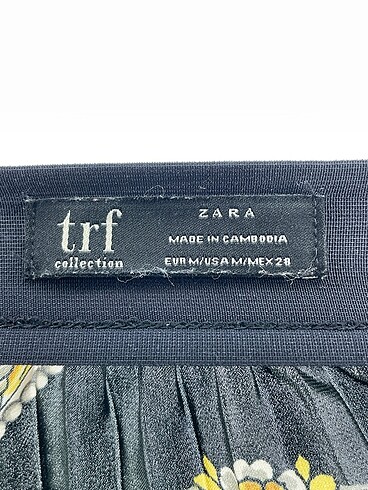 trf
collection
ZARA
MADE IN CAMBODIA
EUR M/USA M/MEX 28